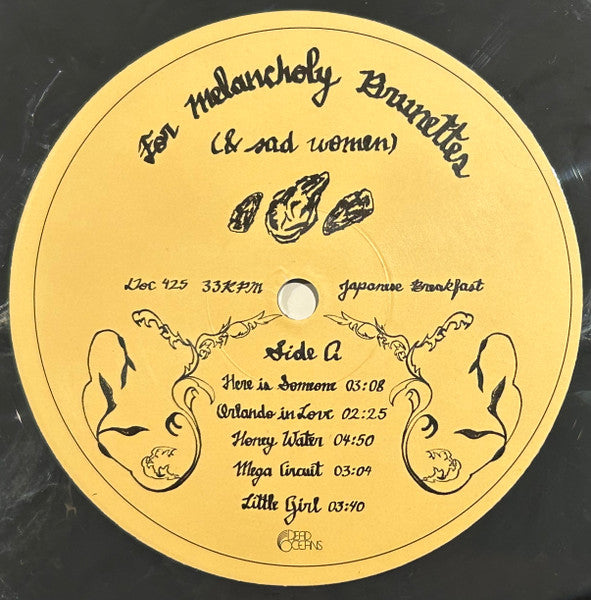 For Melancholy Brunettes
(& sad women)
Doc 425 33RPM Japanese Breakfast
Side A
Here is Someone 03:08
Orlando in Love 02:25
Honey Water 04:50
Mega Circuit 03:04
Little Girl 03:40
DEAD
OCEANS